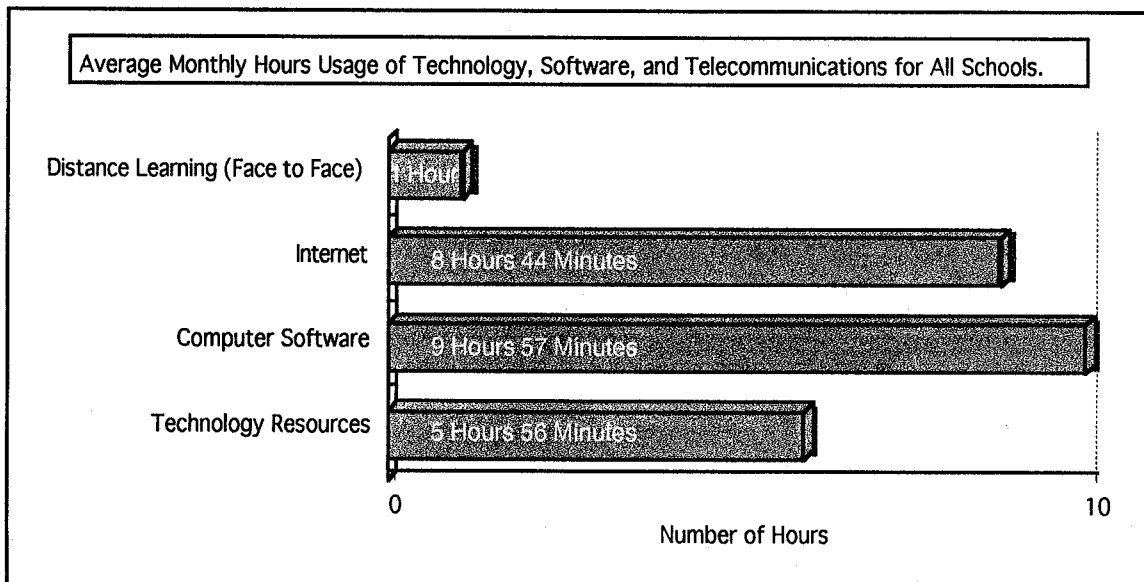 Average Monthly Hours Usage of Technology, Software, and Telecommunications for All Schools.
Distance Learning (Face to Face)
1 Hour
Internet
8 Hours 44 Minutes
Computer Software
9 Hours 57 Minutes
Technology Resources
5 Hours 56 Minutes
0
10
Number of Hours